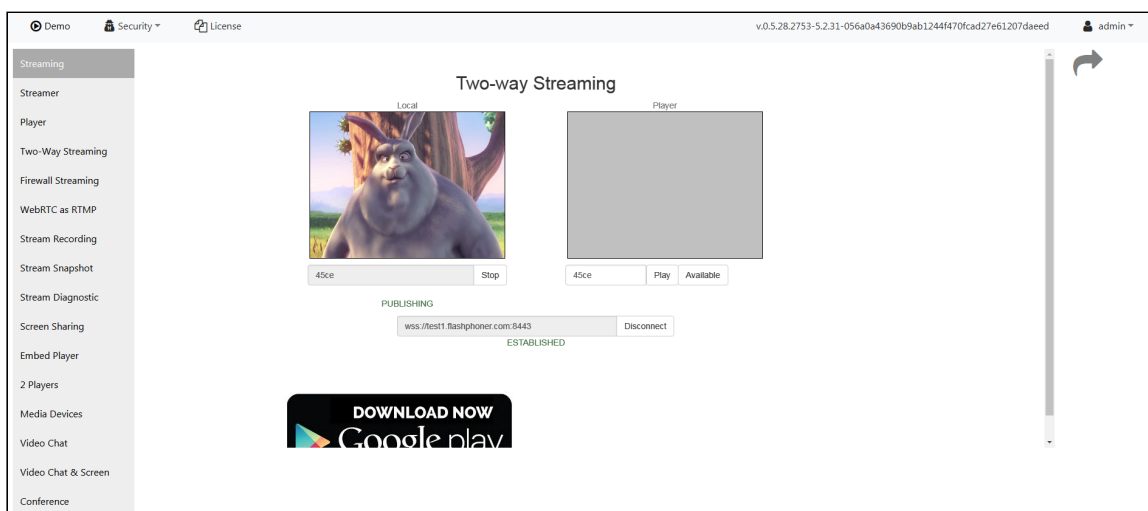 Demo Security License v.0.5.28.2753-5.2.31-056a0a43690b9ab1244f470fcad27e61207daeed admin
Streaming
Streamer
Player
Two-Way Streaming
Firewall Streaming
WebRTC as RTMP
Stream Recording
Stream Snapshot
Stream Diagnostic
Screen Sharing
Embed Player
2 Players
Media Devices
Video Chat
Video Chat & Screen
Conference
Two-way Streaming
Local Player
45ce Stop 45ce Play Available
PUBLISHING
wss://test1.flashphoner.com:8443 Disconnect
ESTABLISHED
DOWNLOAD NOW
Google play